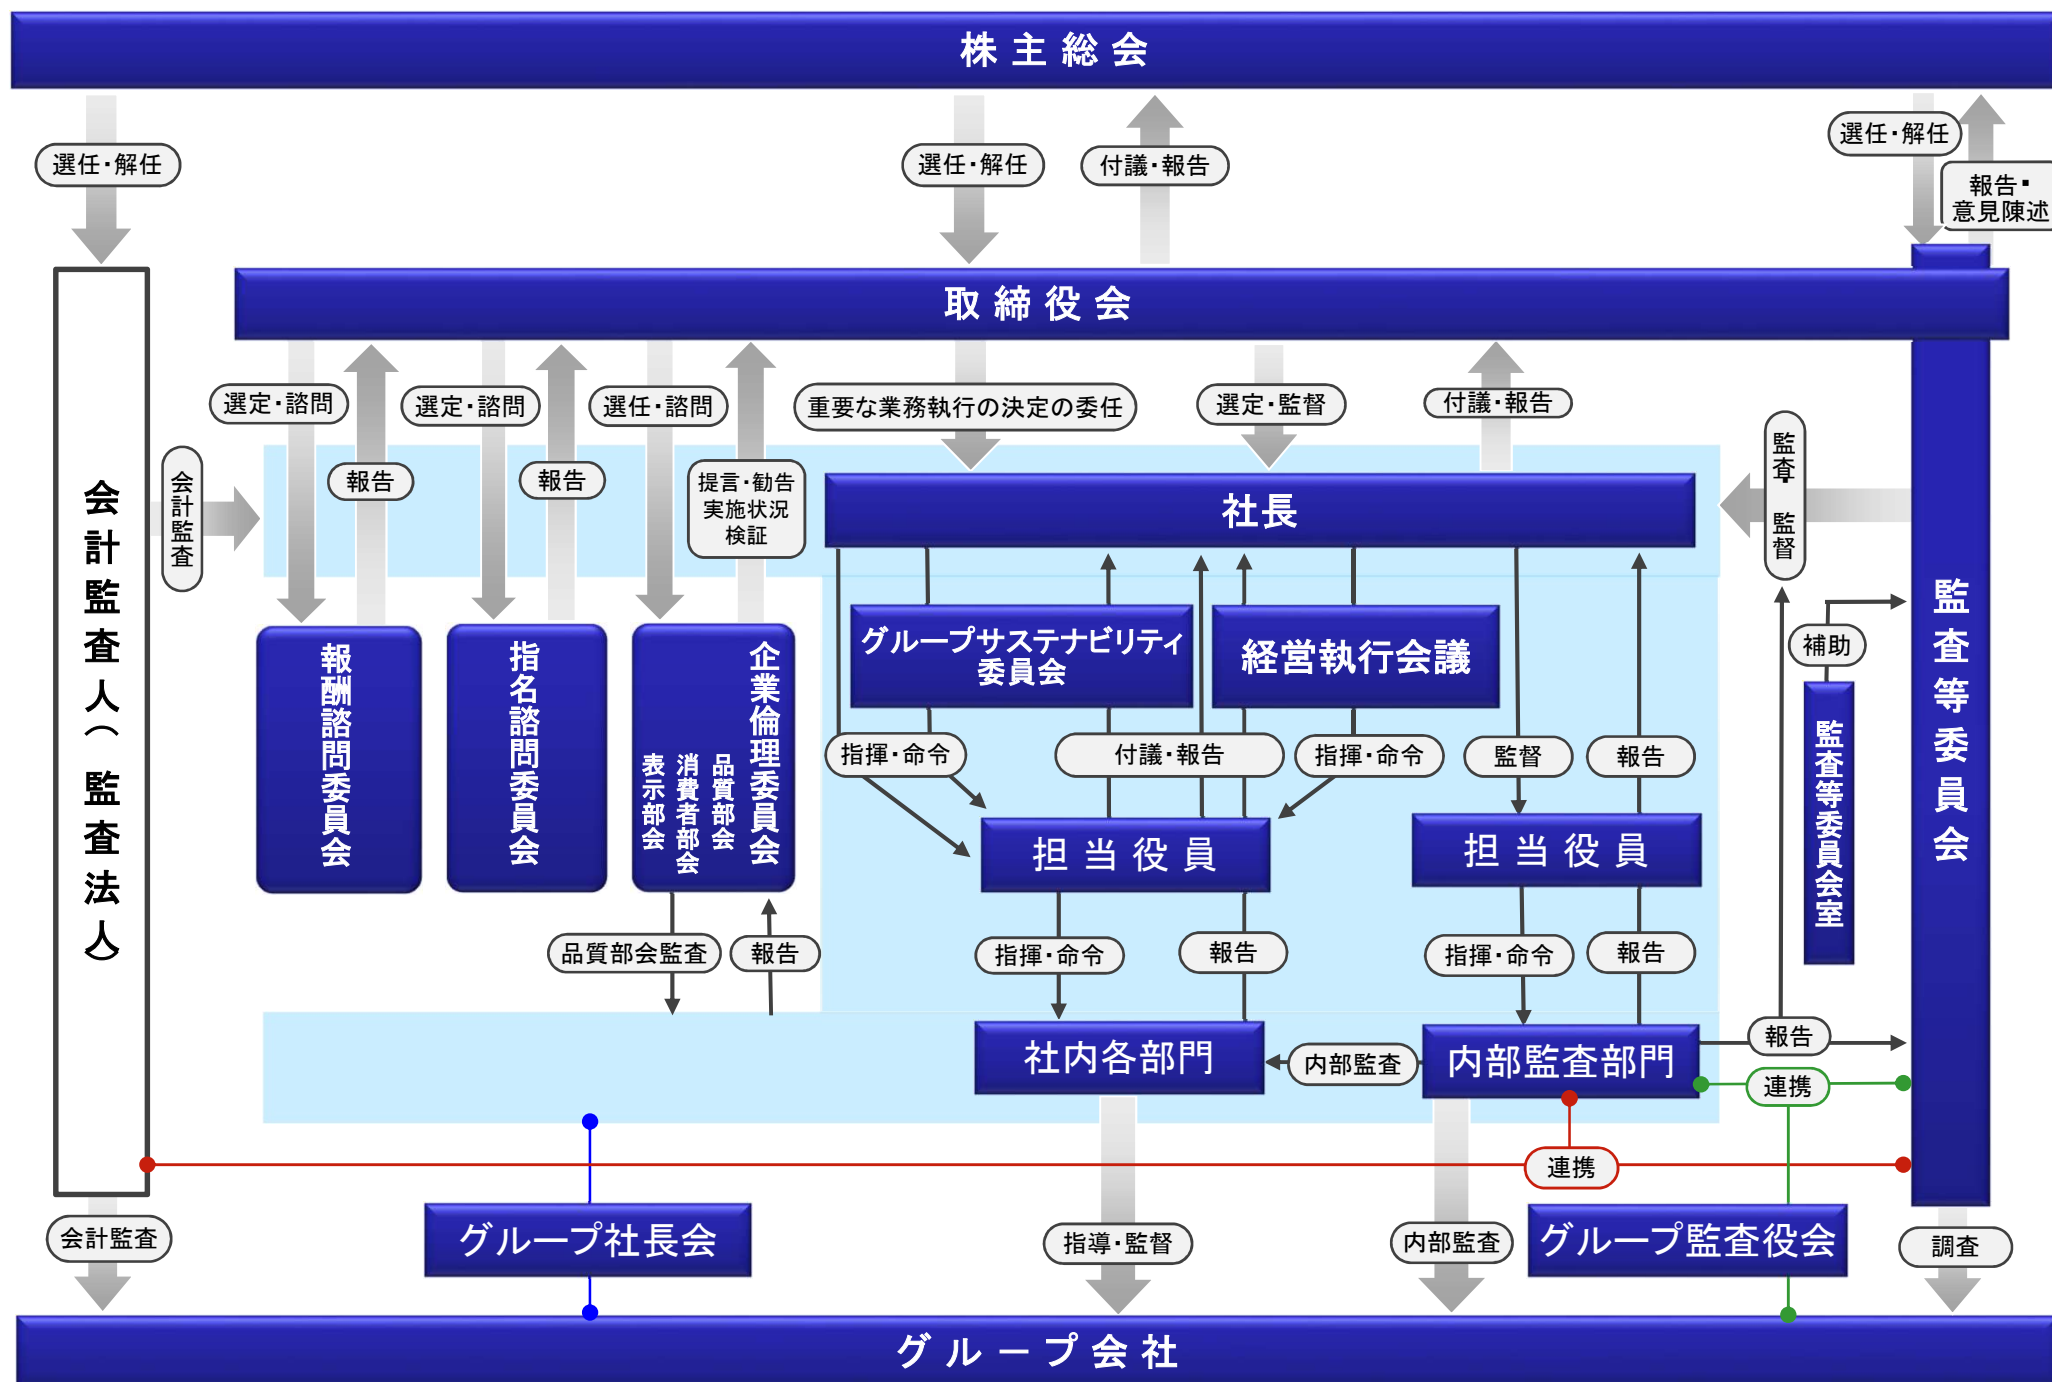 株主総会
選任・解任
選任・解任
付議・報告
選任・解任
報告・
意見陳述
取締役会
選定・諮問
報告
選定・諮問
報告
選任・諮問
提言・勧告
実施状況
検証
重要な業務執行の決定の委任
選定・監督
付議・報告
監査・監督
会計監査
会計監査人(監査法人)
社長
グループサステナビリティ
委員会
経営執行会議
監査等委員会
補助
監査等委員会室
報酬諮問委員会
指名諮問委員会
企業倫理委員会
品質部会
消費者部会
表示部会
指揮・命令
付議・報告
指揮・命令
監督
報告
担当役員
担当役員
品質部会監査
報告
指揮・命令
報告
指揮・命令
報告
社内各部門
内部監査
内部監査部門
報告
連携
連携
会計監査
グループ社長会
指導・監督
内部監査
グループ監査役会
調査
グループ会社